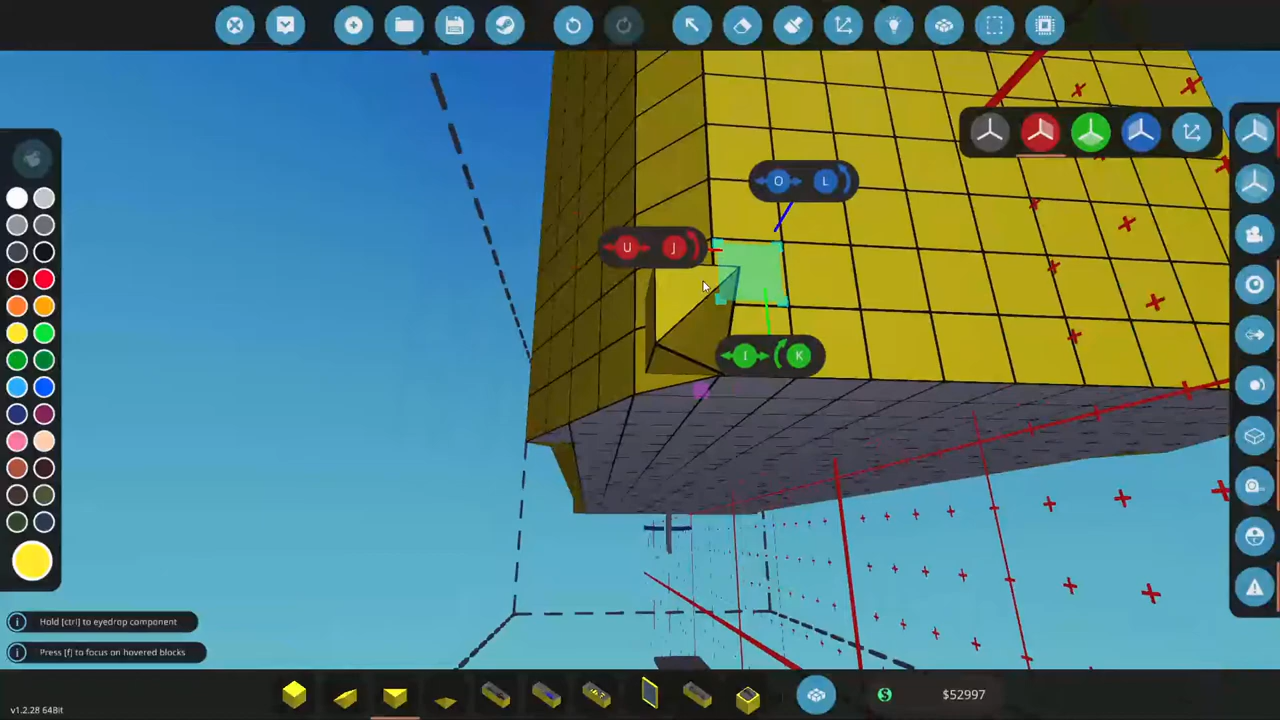 O L
U J
I K
Hold [ctrl] to eyedrop component
Press [f] to focus on hovered blocks
$ $52997
v1.2.28 64Bit